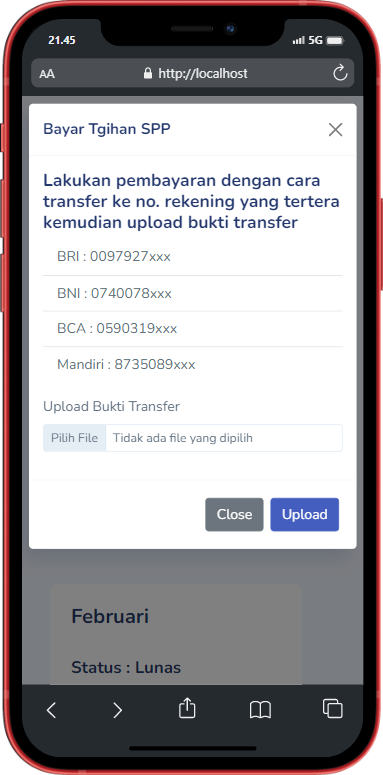 21.45
5G
AA
http://localhost
Bayar Tgihan SPP
Lakukan pembayaran dengan cara
transfer ke no. rekening yang tertera
kemudian upload bukti transfer
BRI : 0097927xxx
BNI : 0740078xxx
BCA : 0590319xxx
Mandiri : 8735089xxx
Upload Bukti Transfer
Pilih File Tidak ada file yang dipilih
Close Upload
Februari
Status : Lunas